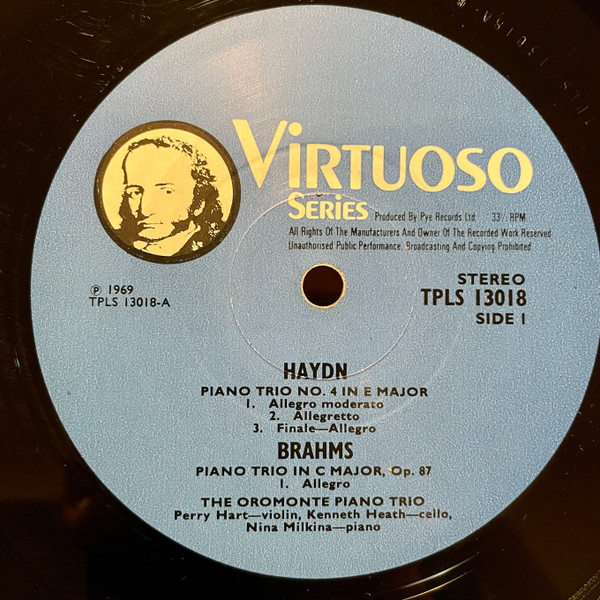 VIRTUOSO
SERIES Produced By Pye Records Ltd. 33⅓ RPM
All Rights Of The Manufacturers And Owner Of The Recorded Work Reserved
Unauthorised Public Performance, Broadcasting And Copying Prohibited
℗ 1969
TPLS 13018-A
STEREO
TPLS 13018
SIDE 1
HAYDN
PIANO TRIO NO. 4 IN E MAJOR
1. Allegro moderato
2. Allegretto
3. Finale—Allegro
BRAHMS
PIANO TRIO IN C MAJOR, Op. 87
1. Allegro
THE OROMONTE PIANO TRIO
Perry Hart—violin, Kenneth Heath—cello,
Nina Milkina—piano